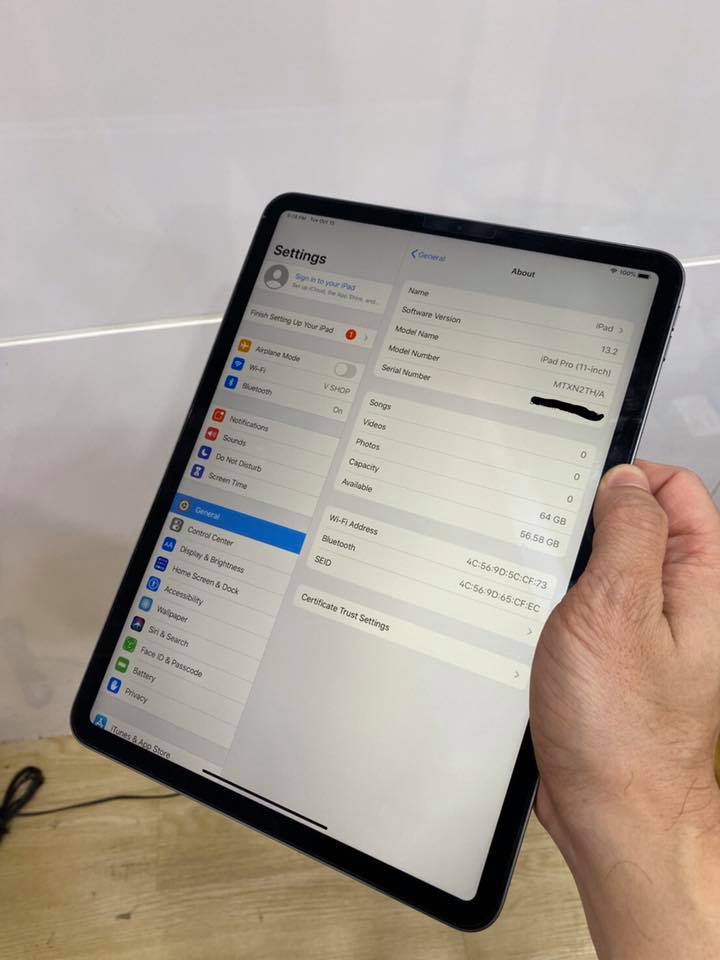 9:28 PM Tue Oct 15
100%
Settings
Sign in to your iPad
Set up iCloud, the App Store, and...
Finish Setting Up Your iPad
1
Airplane Mode
Wi-Fi
V SHOP
Bluetooth
On
Notifications
Sounds
Do Not Disturb
Screen Time
General
Control Center
AA
Display & Brightness
Home Screen & Dock
Accessibility
Wallpaper
Siri & Search
Face ID & Passcode
Battery
Privacy
iTunes & App Store
General
About
Name
iPad
Software Version
13.2
Model Name
iPad Pro (11-inch)
Model Number
MTXN2TH/A
Serial Number
Songs
0
Videos
0
Photos
0
Capacity
64 GB
Available
56.58 GB
Wi-Fi Address
4C:56:9D:5C:CF:73
Bluetooth
4C:56:9D:65:CF:EC
SEID
Certificate Trust Settings